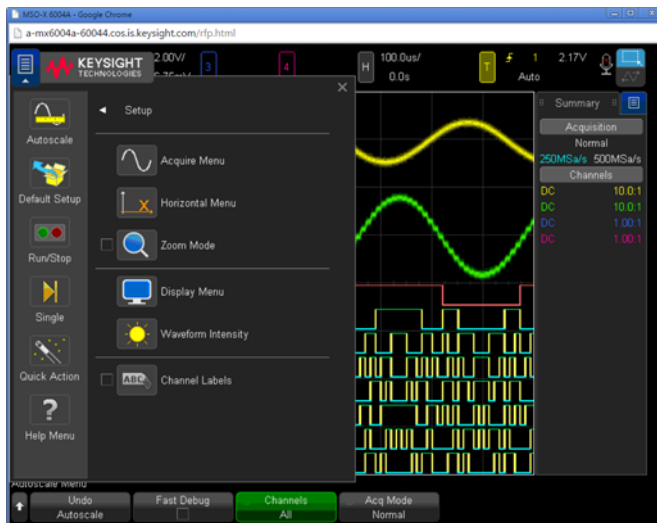 MSO-X 6004A - Google Chrome
a-mx6004a-60044.cos.is.keysight.com/rfp.html
KEYSIGHT
TECHNOLOGIES
2.00V/
3
4
H
100.0us/
0.0s
T
1
Auto
2.17V
Setup
Autoscale
Default Setup
Run/Stop
Single
Quick Action
?
Help Menu
Acquire Menu
X
Horizontal Menu
Zoom Mode
Display Menu
Waveform Intensity
ABC
Channel Labels
Summary
Acquisition
Normal
250MSa/s 500MSa/s
Channels
DC 10.0:1
DC 10.0:1
DC 1.00:1
DC 1.00:1
Autoscale Menu
Undo
Autoscale
Fast Debug
Channels
All
Acq Mode
Normal